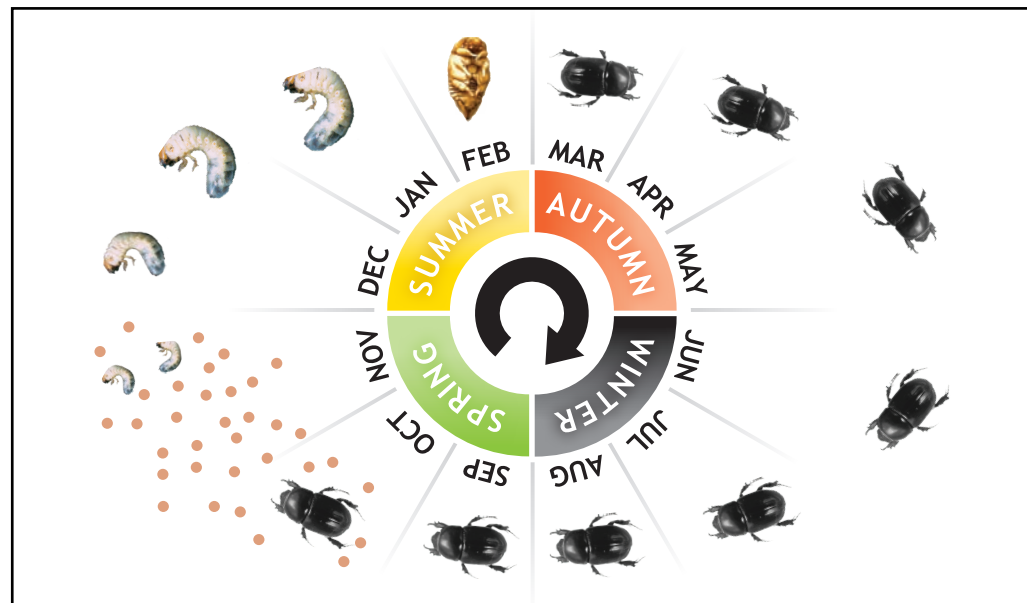 FEB
MAR
JAN
APR
SUMMER
AUTUMN
DEC
MAY
NOV
JUN
SPRING
WINTER
OCT
JUL
SEP
AUG